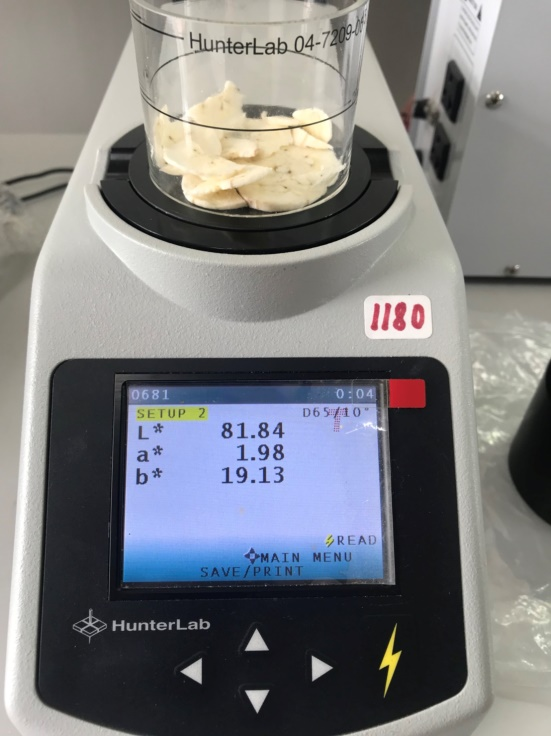 HunterLab 04-7209-
1180
0681 0:04
SETUP 2 D65/10°
L* 81.84
a* 1.98
b* 19.13
READ
MAIN MENU
SAVE/PRINT
HunterLab